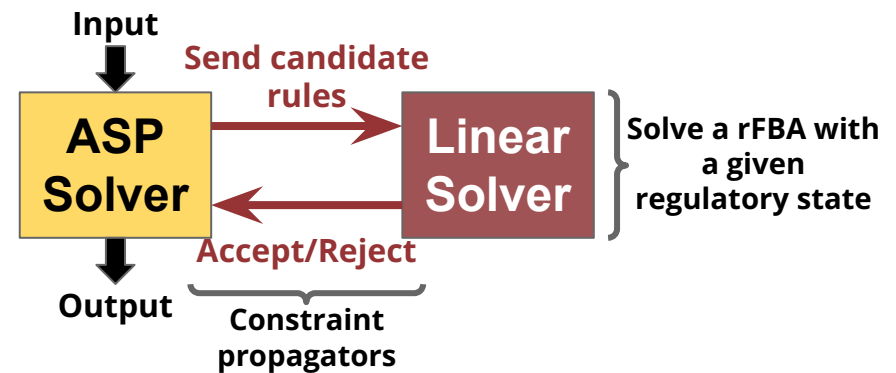 Input
Send candidate
rules
ASP
Solver
Linear
Solver
Solve a rFBA with
a given
regulatory state
Accept/Reject
Output
Constraint
propagators